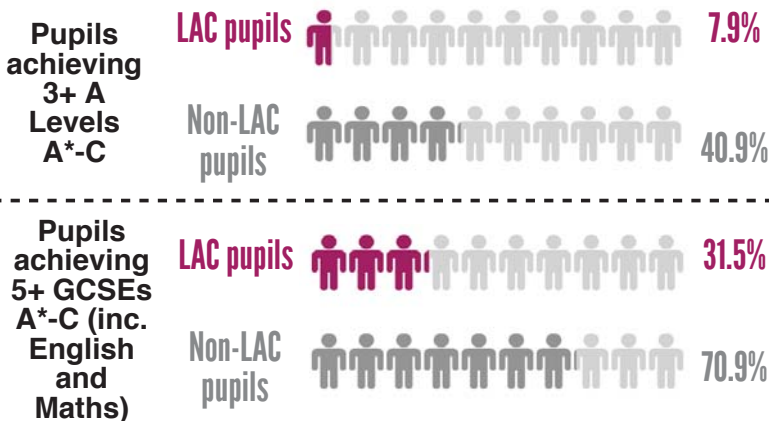 Pupils
achieving
3+ A
Levels
A*-C
LAC pupils
7.9%
Non-LAC
pupils
40.9%
Pupils
achieving
5+ GCSEs
A*-C (inc.
English
and
Maths)
LAC pupils
31.5%
Non-LAC
pupils
70.9%